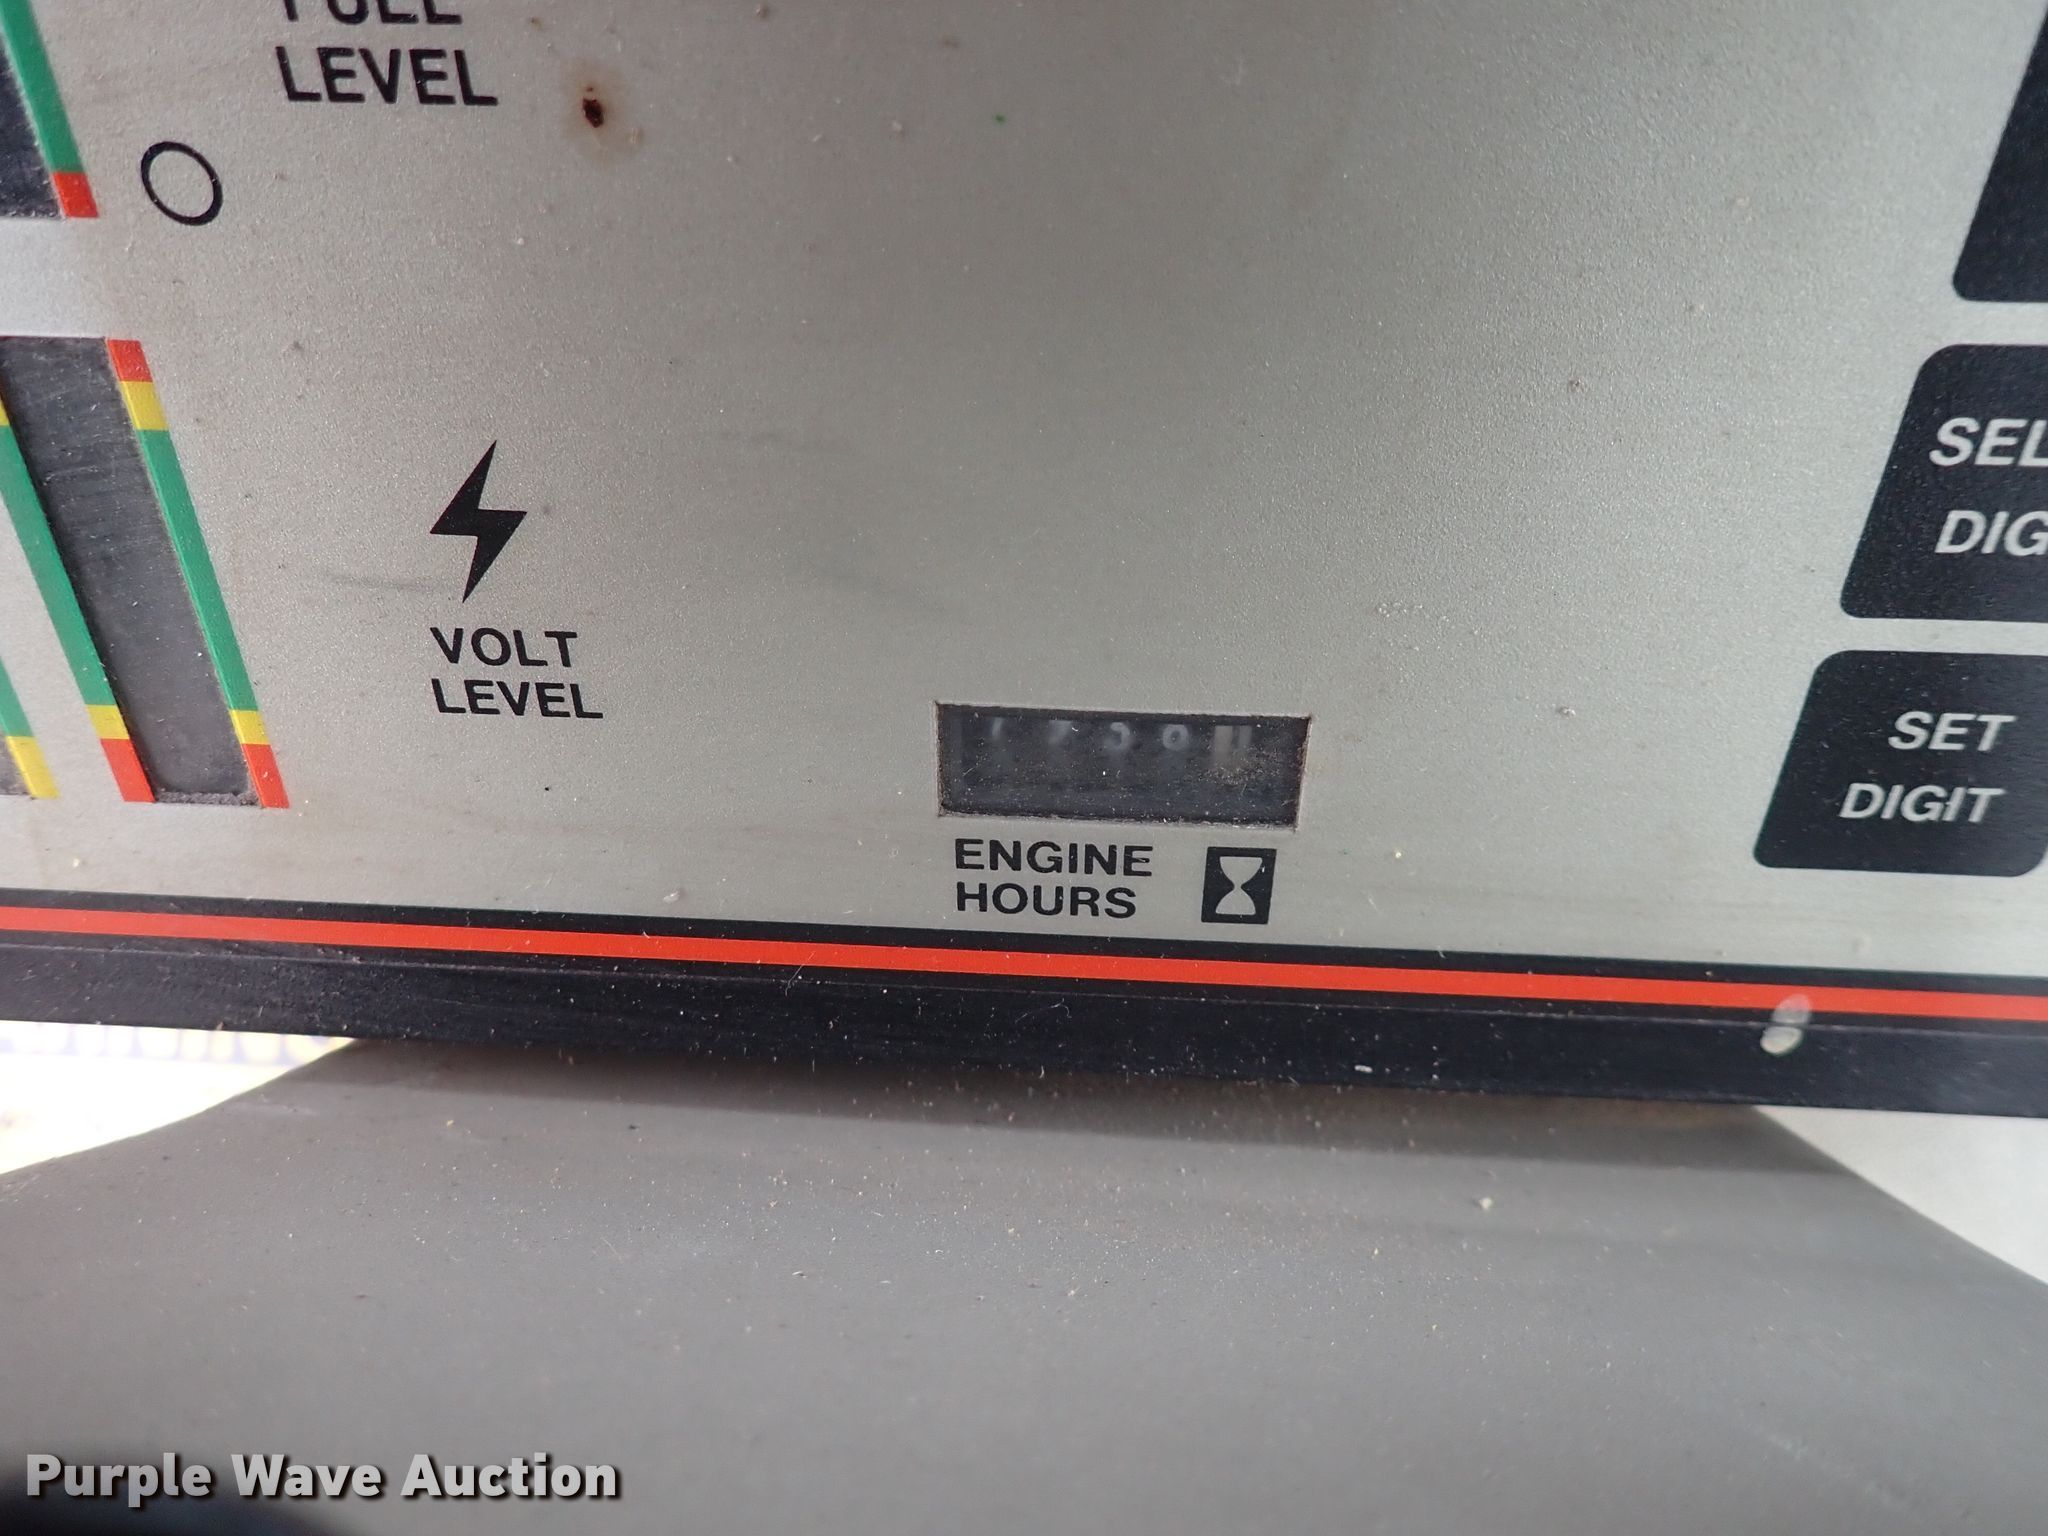 LEVEL
VOLT
LEVEL
ENGINE
HOURS
SET
DIGIT
Purple Wave Auction